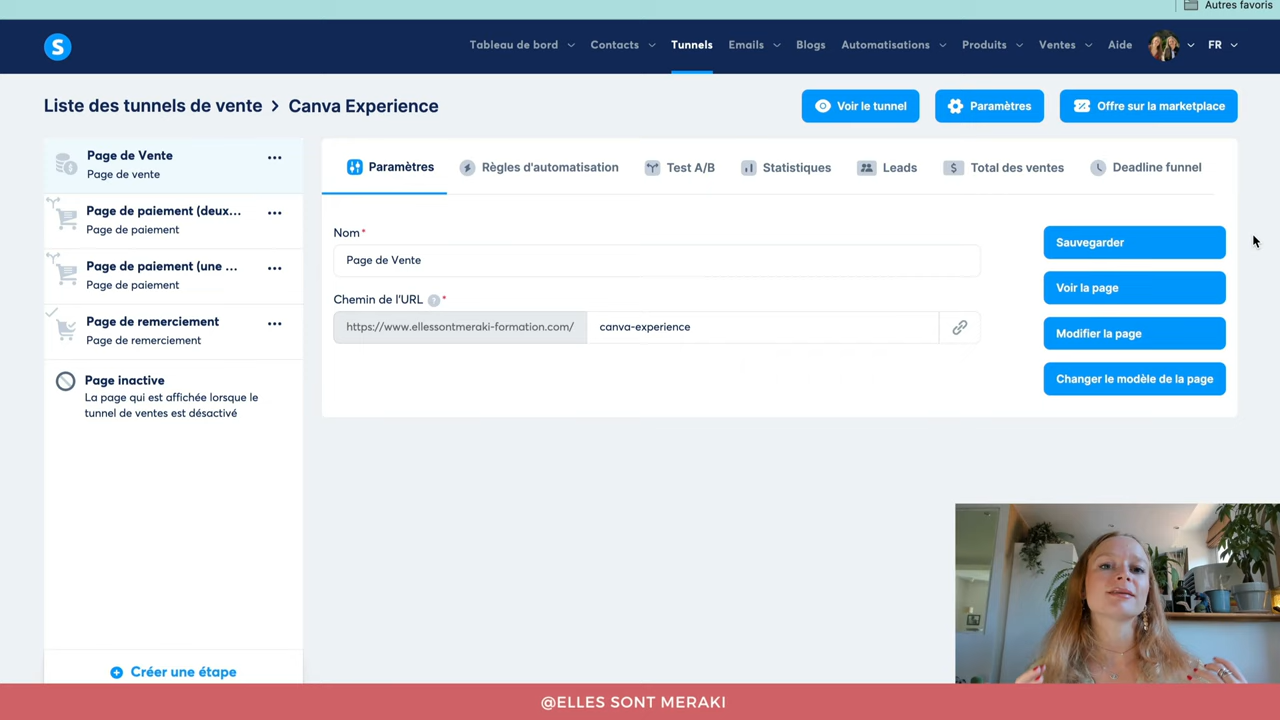 Autres favoris
S
Tableau de bord
Contacts
Tunnels
Emails
Blogs
Automatisations
Produits
Ventes
Aide
FR
Liste des tunnels de vente > Canva Experience
Voir le tunnel
Paramètres
Offre sur la marketplace
Page de Vente
Page de vente
Page de paiement (deux...
Page de paiement
Page de paiement (une ...
Page de paiement
Page de remerciement
Page de remerciement
Page inactive
La page qui est affichée lorsque le
tunnel de ventes est désactivé
Créer une étape
Paramètres
Règles d'automatisation
Test A/B
Statistiques
Leads
Total des ventes
Deadline funnel
Nom*
Page de Vente
Chemin de l'URL ? *
https://www.ellessontmeraki-formation.com/
canva-experience
Sauvegarder
Voir la page
Modifier la page
Changer le modèle de la page
@ELLES SONT MERAKI